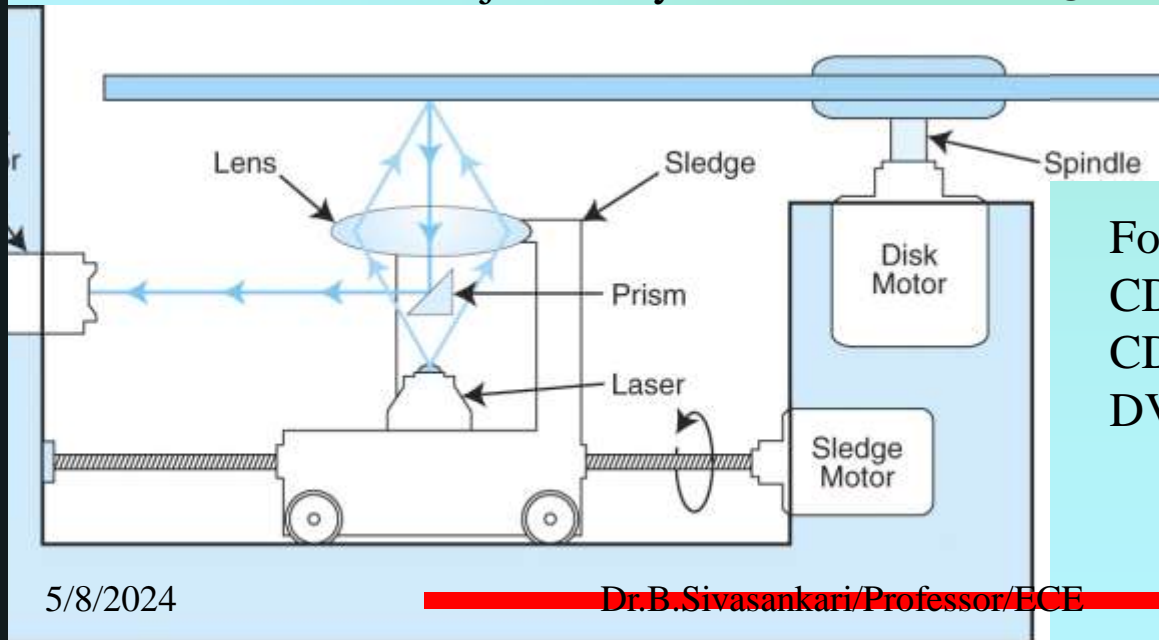 Lens
Sledge
Spindle
Disk
Motor
Prism
Laser
Sledge
Motor
5/8/2024
Dr.B.Sivasankari/Professor/ECE